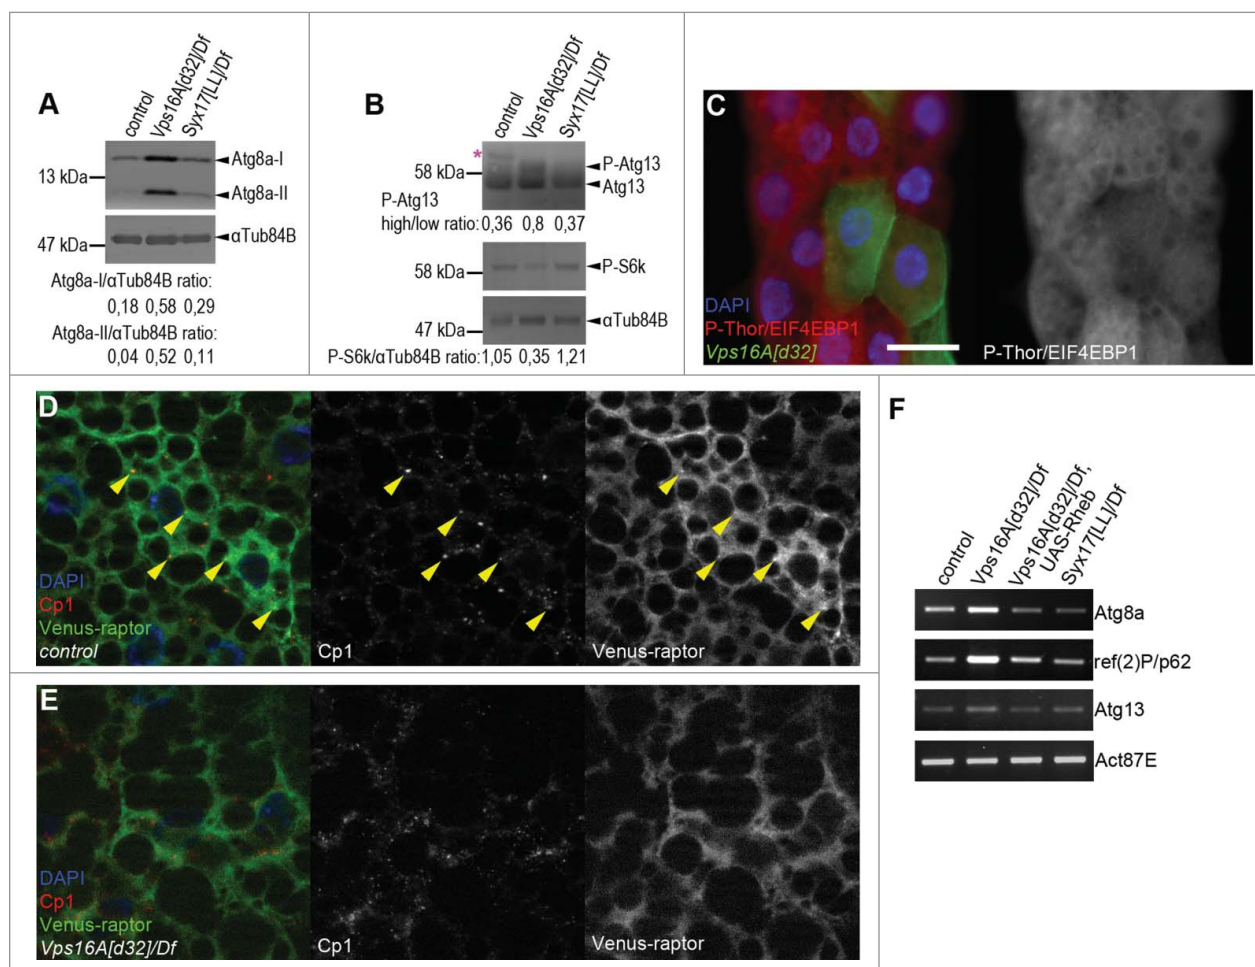 A
control
Vps16A[d32]/Df
Syx17[LL]/Df
Atg8a-I
13 kDa
Atg8a-II
47 kDa
αTub84B
Atg8a-I/αTub84B ratio:
0,18 0,58 0,29
Atg8a-II/αTub84B ratio:
0,04 0,52 0,11
B
control
Vps16A[d32]/Df
Syx17[LL]/Df
*
58 kDa
P-Atg13
Atg13
P-Atg13
high/low ratio: 0,36 0,8 0,37
58 kDa
P-S6k
αTub84B
47 kDa
P-S6k/αTub84B ratio: 1,05 0,35 1,21
C
DAPI
P-Thor/EIF4EBP1
Vps16A[d32]
P-Thor/EIF4EBP1
D
DAPI
Cp1
Venus-raptor
control
Cp1
Venus-raptor
E
DAPI
Cp1
Venus-raptor
Vps16A[d32]/Df
Cp1
Venus-raptor
F
control
Vps16A[d32]/Df
Vps16A[d32]/Df,
UAS-Rheb
Syx17[LL]/Df
Atg8a
ref(2)P/p62
Atg13
Act87E